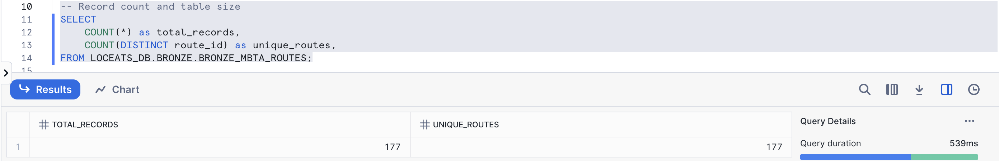 10 -- Record count and table size
11 SELECT
12 COUNT(*) as total_records,
13 COUNT(DISTINCT route_id) as unique_routes,
14 FROM LOCEATS_DB.BRONZE.BRONZE_MBTA_ROUTES;
15
Results Chart
TOTAL_RECORDS UNIQUE_ROUTES
1 177 177
Query Details
Query duration 539ms